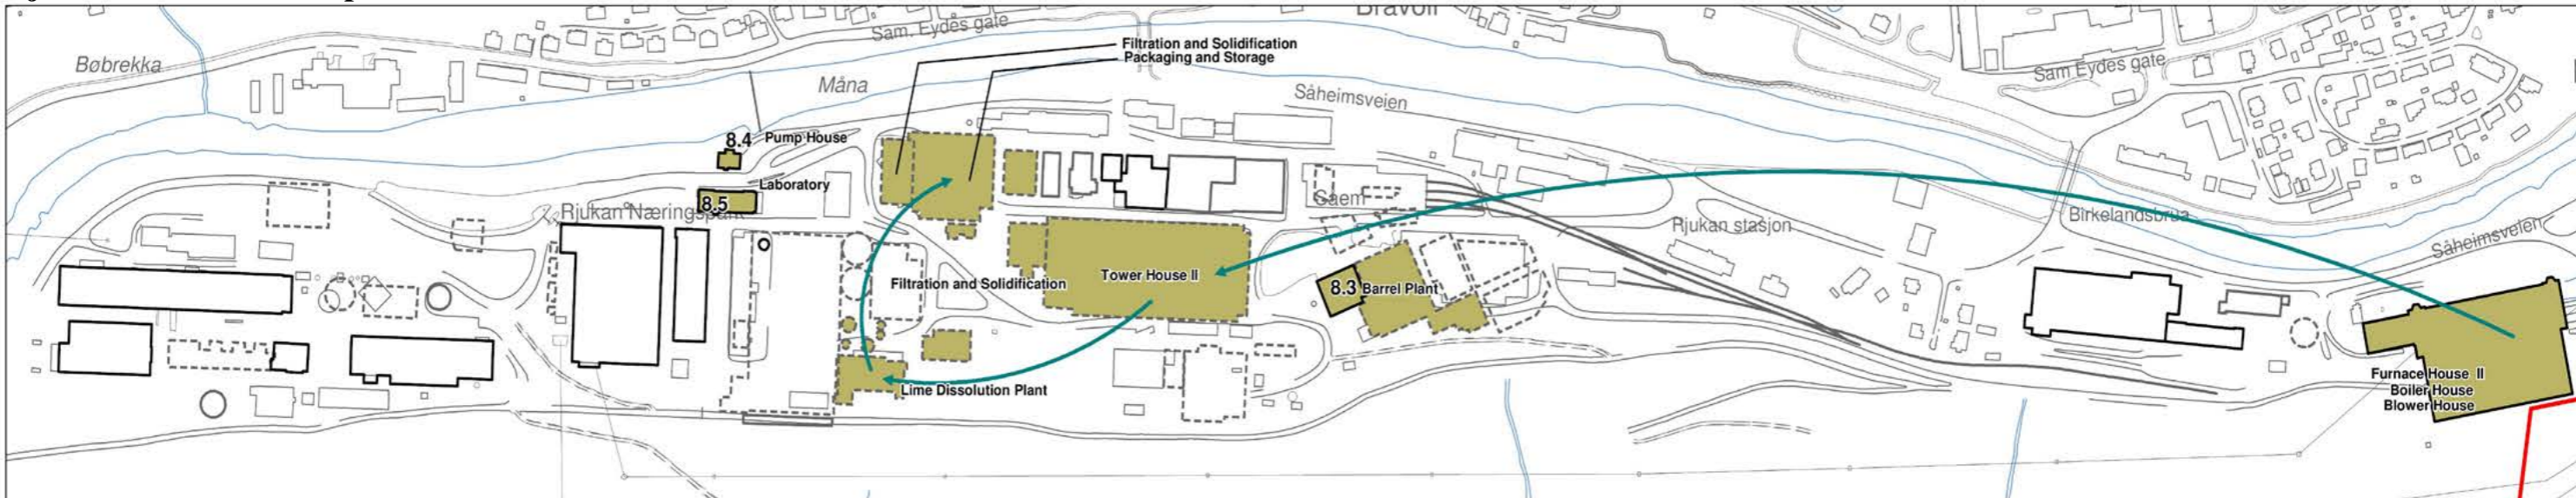 Bravoll
Sam. Eydes gate
Filtration and Solidification
Packaging and Storage
Bøbrekka
Måna
Såheimsveien
Sam Eydes gate
8.4 Pump House
Laboratory
8.5
Rjukan Næringspark
Saem
Rjukan stasjon
Birkelandsbrua
Såheimsveien
Tower House II
Filtration and Solidification
8.3 Barrel Plant
Lime Dissolution Plant
Furnace House II
Boiler House
Blower House